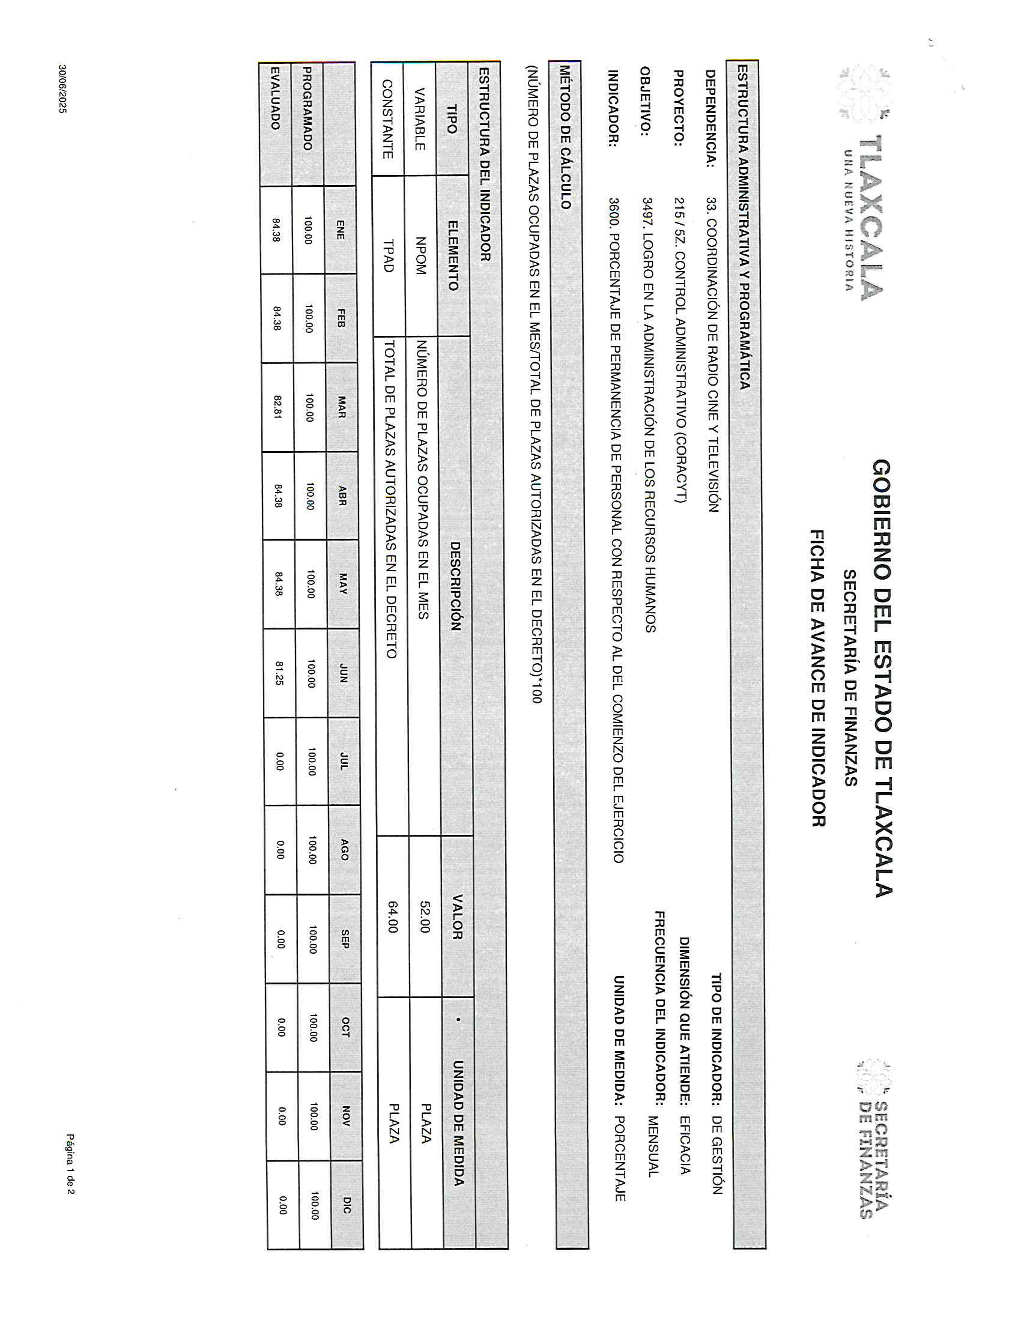 TLAXCALA
UNA NUEVA HISTORIA
GOBIERNO DEL ESTADO DE TLAXCALA
SECRETARÍA DE FINANZAS
FICHA DE AVANCE DE INDICADOR
SECRETARÍA
DE FINANZAS
ESTRUCTURA ADMINISTRATIVA Y PROGRAMÁTICA
DEPENDENCIA: 33. COORDINACIÓN DE RADIO CINE Y TELEVISIÓN TIPO DE INDICADOR: DE GESTIÓN
PROYECTO: 215 / 5Z. CONTROL ADMINISTRATIVO (CORACYT) DIMENSIÓN QUE ATIENDE: EFICACIA
OBJETIVO: 3497. LOGRO EN LA ADMINISTRACIÓN DE LOS RECURSOS HUMANOS FRECUENCIA DEL INDICADOR: MENSUAL
INDICADOR: 3600. PORCENTAJE DE PERMANENCIA DE PERSONAL CON RESPECTO AL DEL COMIENZO DEL EJERCICIO UNIDAD DE MEDIDA: PORCENTAJE
MÉTODO DE CÁLCULO
(NÚMERO DE PLAZAS OCUPADAS EN EL MES/TOTAL DE PLAZAS AUTORIZADAS EN EL DECRETO)*100
ESTRUCTURA DEL INDICADOR
TIPO ELEMENTO DESCRIPCIÓN VALOR UNIDAD DE MEDIDA
VARIABLE NPOM NÚMERO DE PLAZAS OCUPADAS EN EL MES 52.00 PLAZA
CONSTANTE TPAD TOTAL DE PLAZAS AUTORIZADAS EN EL DECRETO 64.00 PLAZA
ENE FEB MAR ABR MAY JUN JUL AGO SEP OCT NOV DIC
PROGRAMADO 100.00 100.00 100.00 100.00 100.00 100.00 100.00 100.00 100.00 100.00 100.00 100.00
EVALUADO 84.38 84.38 82.81 84.38 84.38 81.25 0.00 0.00 0.00 0.00 0.00 0.00
30/06/2025 Página 1 de 2